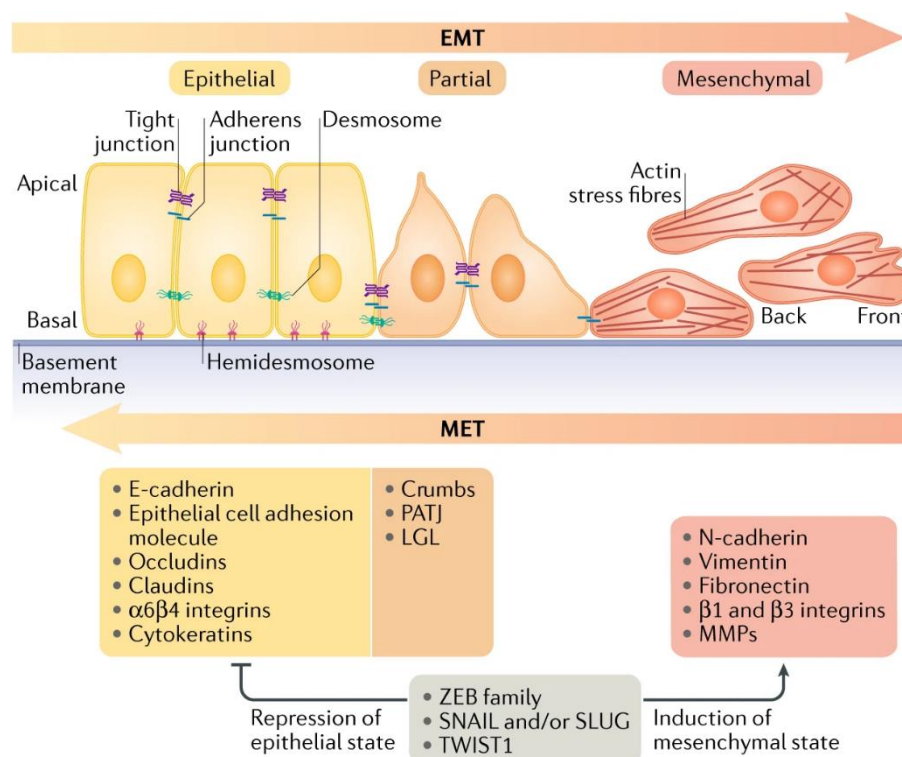 EMT
Epithelial
Partial
Mesenchymal
Tight
junction
Adherens
junction
Desmosome
Apical
Actin
stress fibres
Basal
Back
Front
Basement
membrane
Hemidesmosome
MET
• E-cadherin
• Epithelial cell adhesion
molecule
• Occludins
• Claudins
• α6β4 integrins
• Cytokeratins
• Crumbs
• PATJ
• LGL
• N-cadherin
• Vimentin
• Fibronectin
• β1 and β3 integrins
• MMPs
Repression of
epithelial state
• ZEB family
• SNAIL and/or SLUG
• TWIST1
Induction of
mesenchymal state